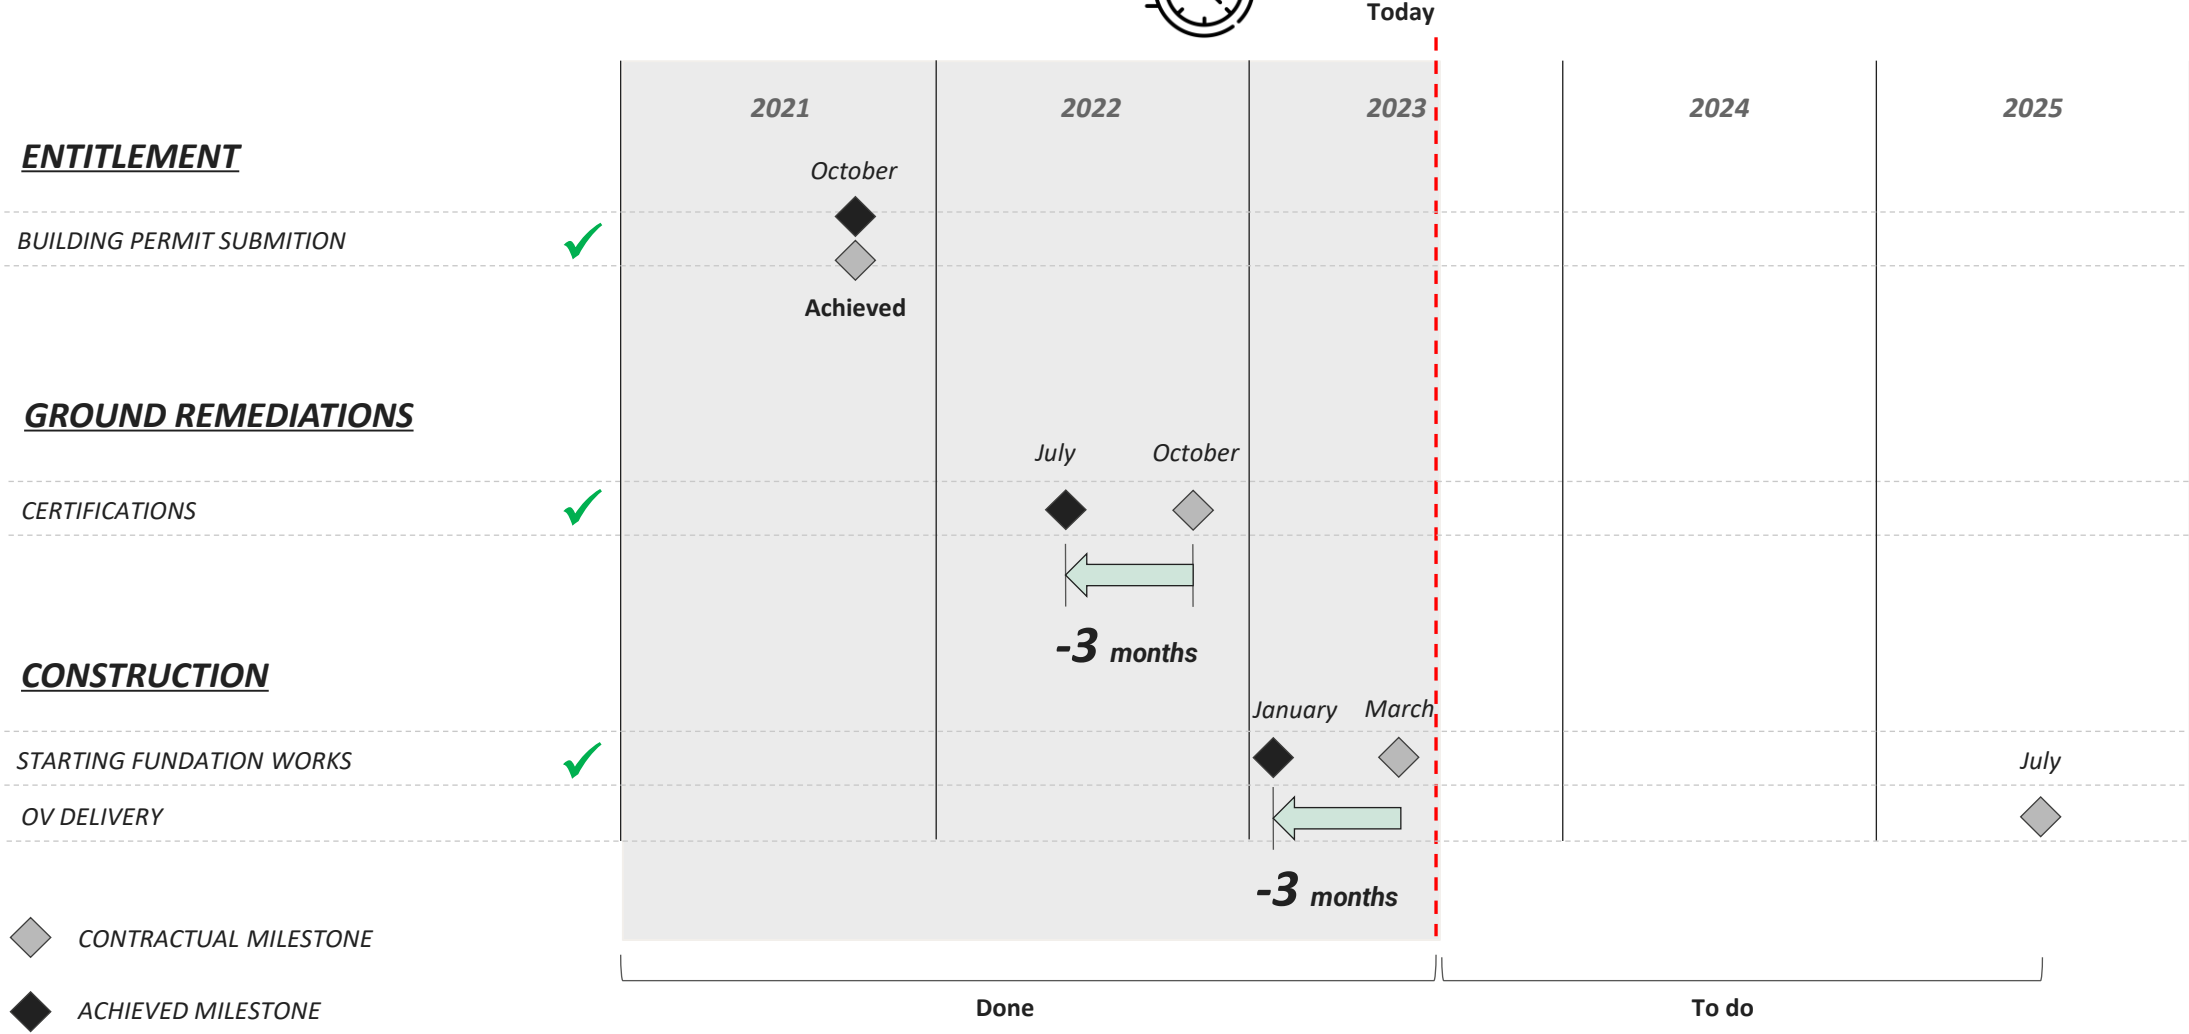 Today
2021 2022 2023 2024 2025
ENTITLEMENT
October
BUILDING PERMIT SUBMITION
Achieved
GROUND REMEDIATIONS
July October
CERTIFICATIONS
-3 months
CONSTRUCTION
January March
STARTING FUNDATION WORKS
July
OV DELIVERY
-3 months
CONTRACTUAL MILESTONE
ACHIEVED MILESTONE
Done
To do